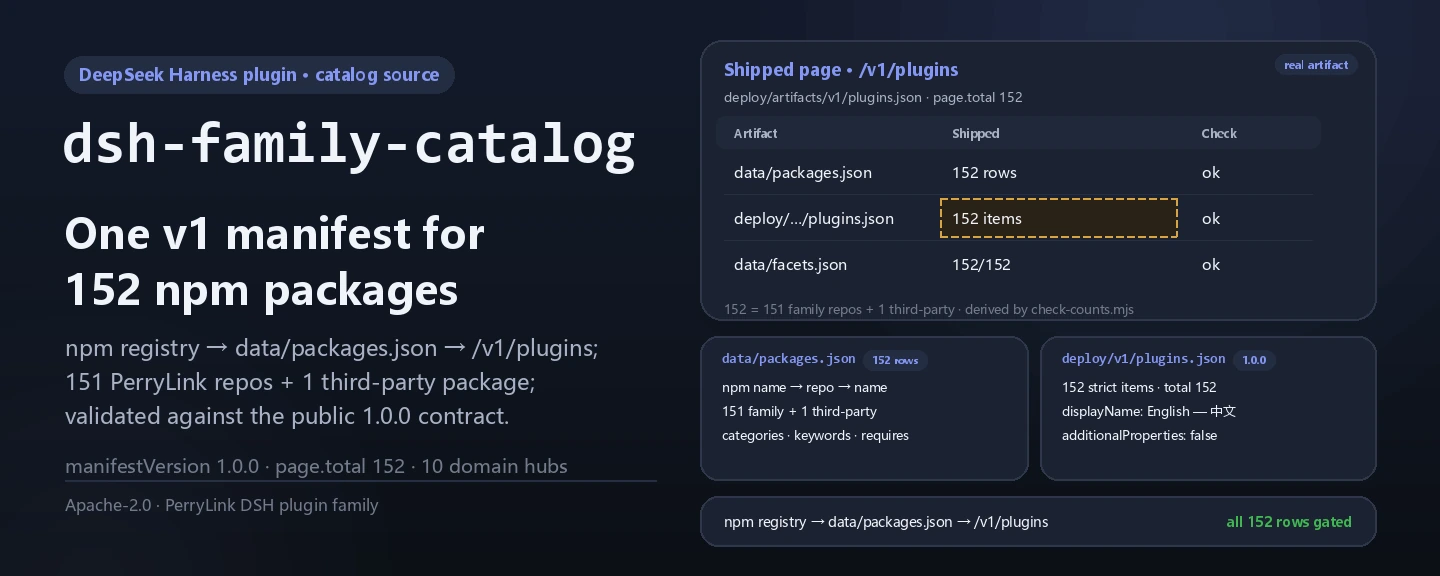 DeepSeek Harness plugin • catalog source
dsh-family-catalog
One v1 manifest for
152 npm packages
npm registry → data/packages.json → /v1/plugins;
151 PerryLink repos + 1 third-party package;
validated against the public 1.0.0 contract.
manifestVersion 1.0.0 · page.total 152 · 10 domain hubs
Apache-2.0 · PerryLink DSH plugin family
Shipped page • /v1/plugins
real artifact
deploy/artifacts/v1/plugins.json · page.total 152
Artifact Shipped Check
data/packages.json 152 rows ok
deploy/.../plugins.json 152 items ok
data/facets.json 152/152 ok
152 = 151 family repos + 1 third-party · derived by check-counts.mjs
data/packages.json 152 rows
npm name → repo → name
151 family + 1 third-party
categories · keywords · requires
deploy/v1/plugins.json 1.0.0
152 strict items · total 152
displayName: English — 中文
additionalProperties: false
npm registry → data/packages.json → /v1/plugins
all 152 rows gated